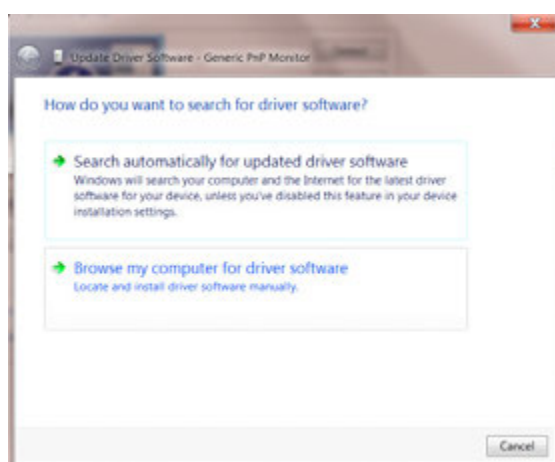 Update Driver Software - Generic PnP Monitor
How do you want to search for driver software?
Search automatically for updated driver software
Windows will search your computer and the Internet for the latest driver
software for your device, unless you've disabled this feature in your device
installation settings.
Browse my computer for driver software
Locate and install driver software manually.
Cancel